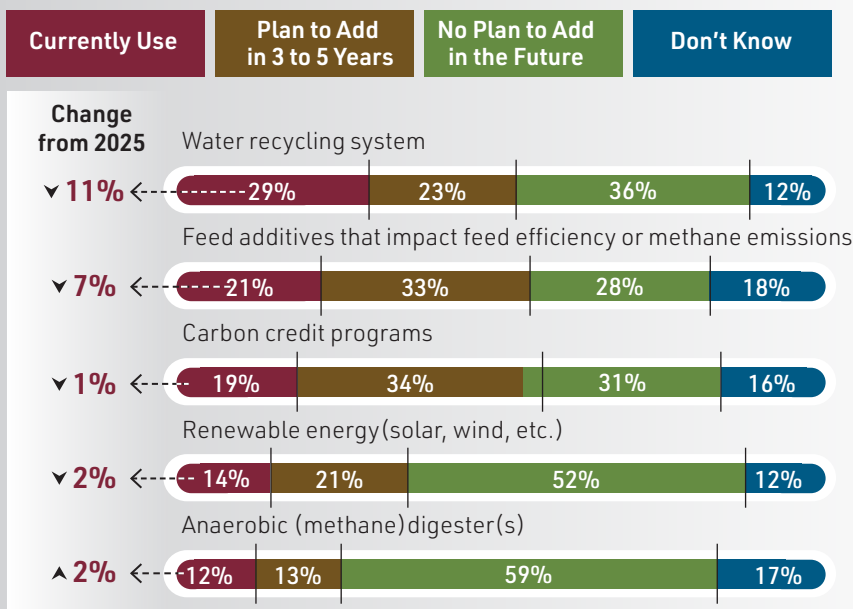 Currently Use
Plan to Add
in 3 to 5 Years
No Plan to Add
in the Future
Don't Know
Change
from 2025
Water recycling system
11% 29% 23% 36% 12%
Feed additives that impact feed efficiency or methane emissions
7% 21% 33% 28% 18%
Carbon credit programs
1% 19% 34% 31% 16%
Renewable energy (solar, wind, etc.)
2% 14% 21% 52% 12%
Anaerobic (methane) digester(s)
2% 12% 13% 59% 17%